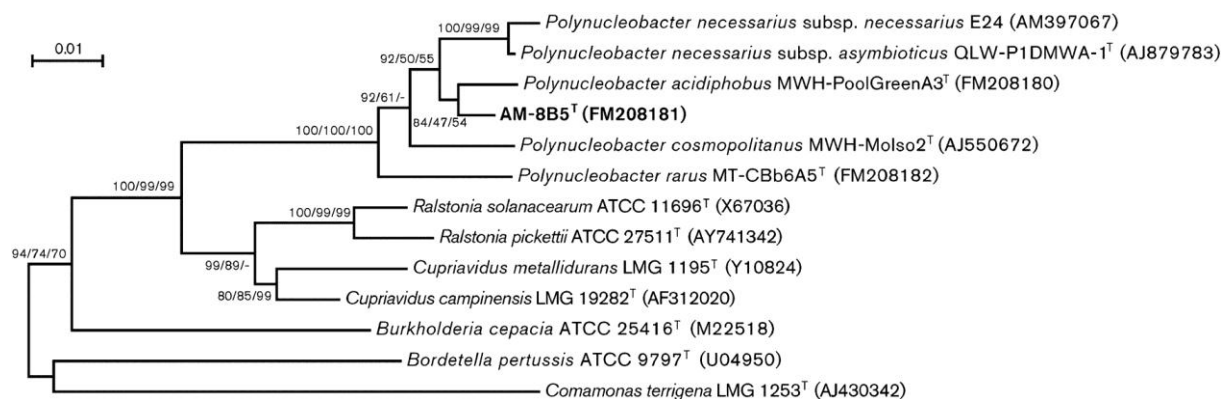 Polynucleobacter necessarius subsp. necessarius E24 (AM397067)
100/99/99
0.01
Polynucleobacter necessarius subsp. asymbioticus QLW-P1DMWA-1T (AJ879783)
92/50/55
Polynucleobacter acidiphobus MWH-PoolGreenA3T (FM208180)
92/61/-
AM-8B5T (FM208181)
84/47/54
100/100/100
Polynucleobacter cosmopolitanus MWH-MoIso2T (AJ550672)
Polynucleobacter rarus MT-CBb6A5T (FM208182)
100/99/99
Ralstonia solanacearum ATCC 11696T (X67036)
100/99/99
Ralstonia pickettii ATCC 27511T (AY741342)
94/74/70
99/89/-
Cupriavidus metallidurans LMG 1195T (Y10824)
80/85/99
Cupriavidus campinensis LMG 19282T (AF312020)
Burkholderia cepacia ATCC 25416T (M22518)
Bordetella pertussis ATCC 9797T (U04950)
Comamonas terrigena LMG 1253T (AJ430342)